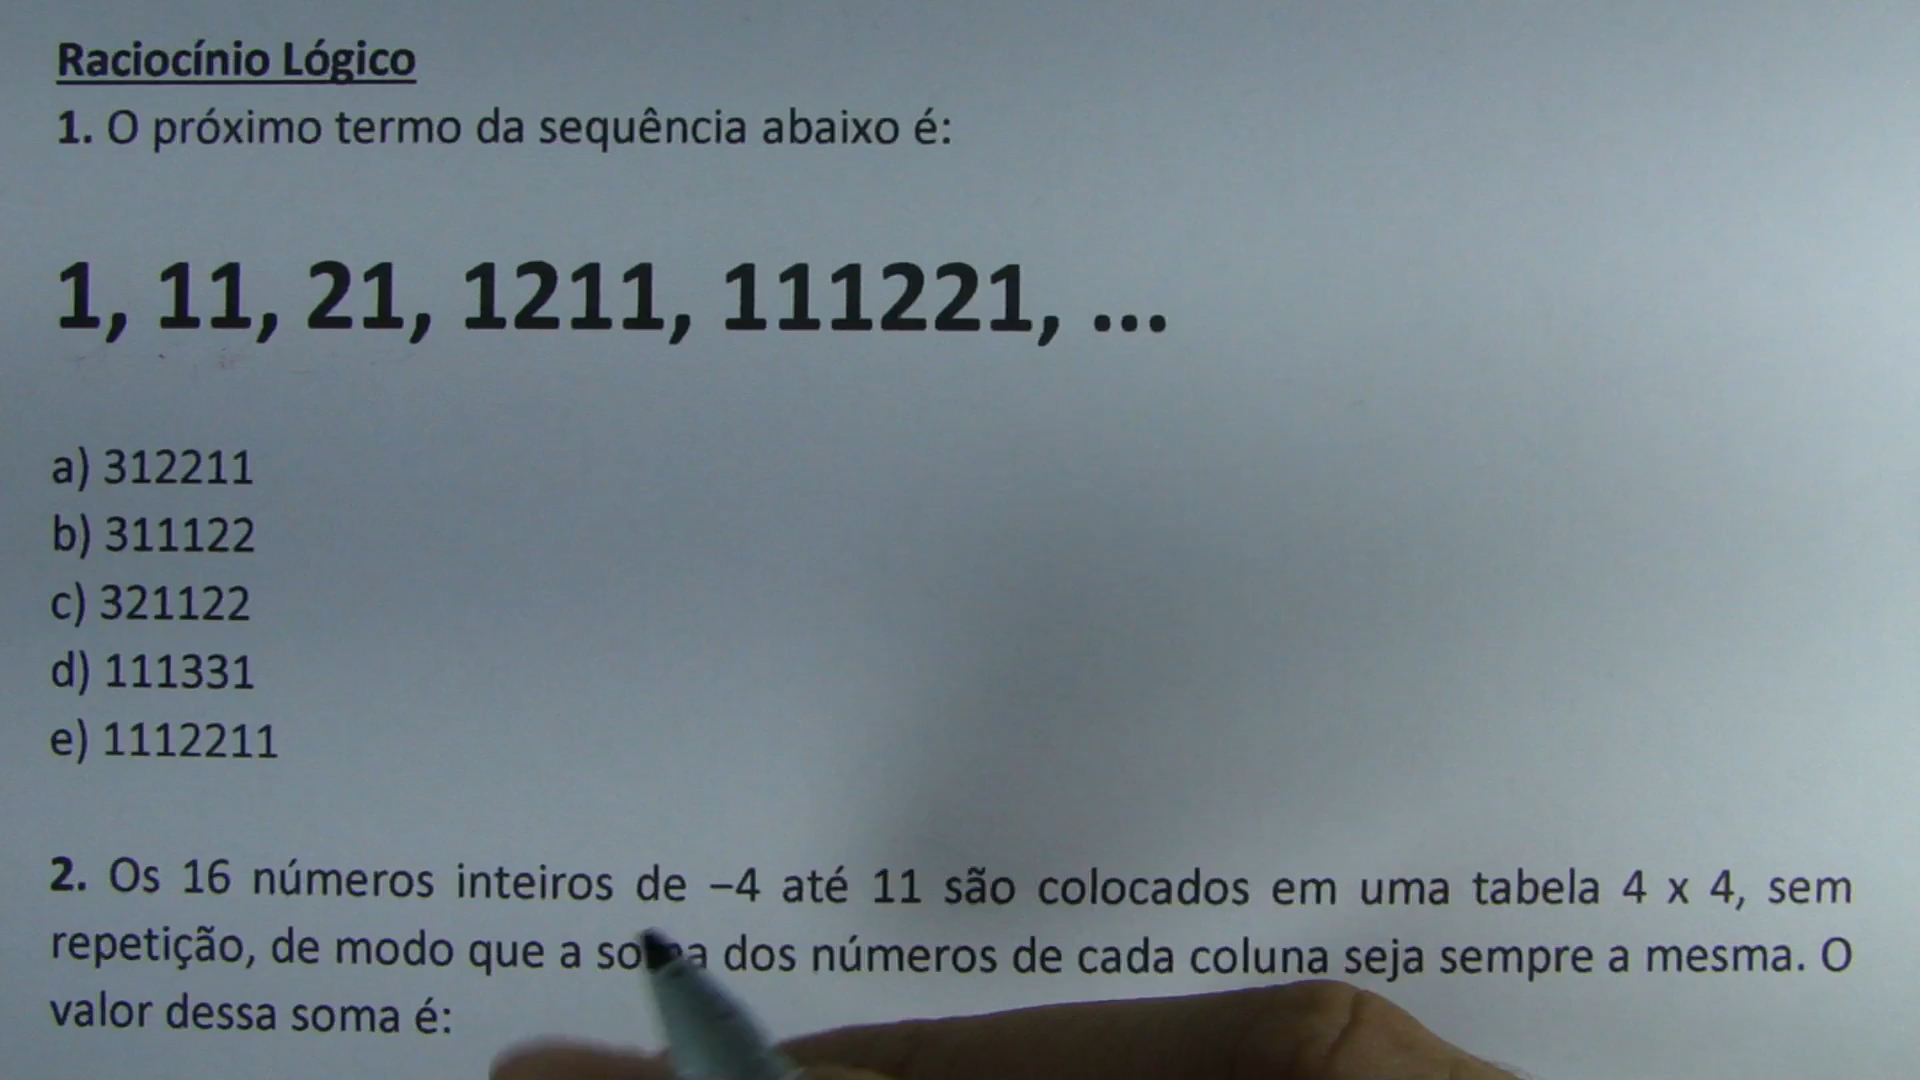 Raciocínio Lógico
1. O próximo termo da sequência abaixo é:
1, 11, 21, 1211, 111221, ...
a) 312211
b) 311122
c) 321122
d) 111331
e) 1112211
2. Os 16 números inteiros de –4 até 11 são colocados em uma tabela 4 x 4, sem
repetição, de modo que a soma dos números de cada coluna seja sempre a mesma. O
valor dessa soma é: